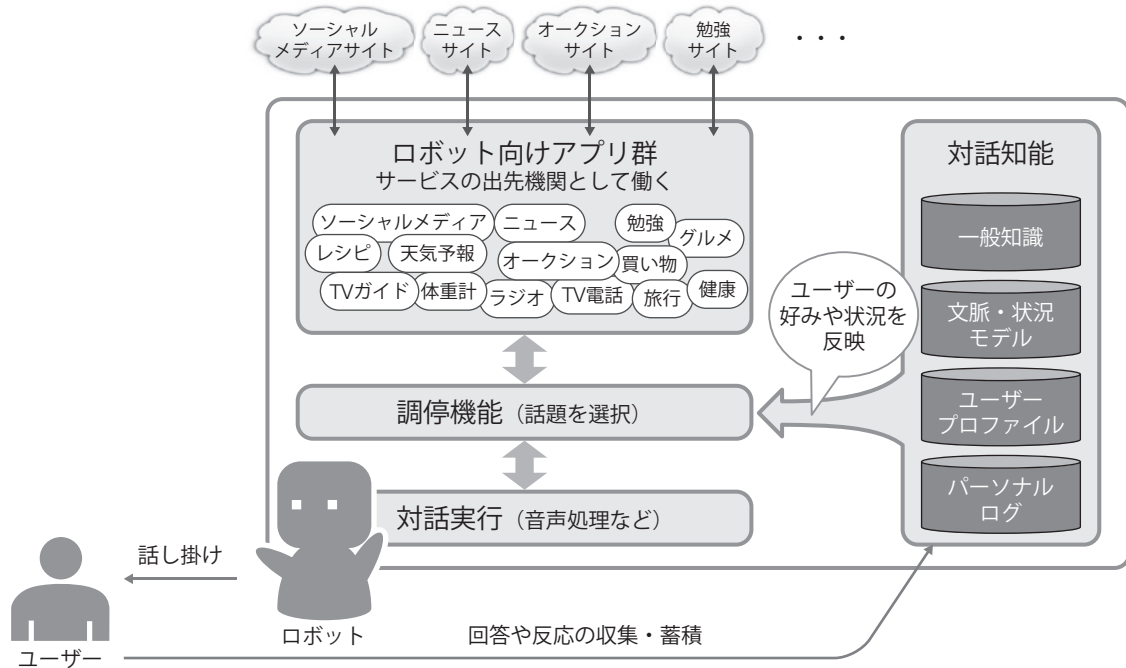 ソーシャル
メディアサイト
ニュース
サイト
オークション
サイト
勉強
サイト
・・・
ロボット向けアプリ群
サービスの出先機関として働く
ソーシャルメディア
ニュース
勉強
グルメ
レシピ
天気予報
オークション
買い物
TVガイド
体重計
ラジオ
TV電話
旅行
健康
対話知能
一般知識
文脈・状況
モデル
ユーザー
プロファイル
パーソナル
ログ
ユーザーの
好みや状況を
反映
調停機能(話題を選択)
対話実行(音声処理など)
話し掛け
ロボット
ユーザー
回答や反応の収集・蓄積